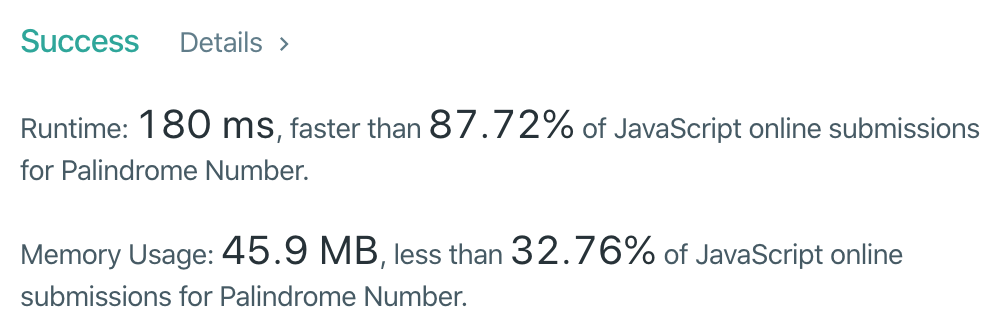 Success Details >
Runtime: 180 ms, faster than 87.72% of JavaScript online submissions
for Palindrome Number.
Memory Usage: 45.9 MB, less than 32.76% of JavaScript online
submissions for Palindrome Number.